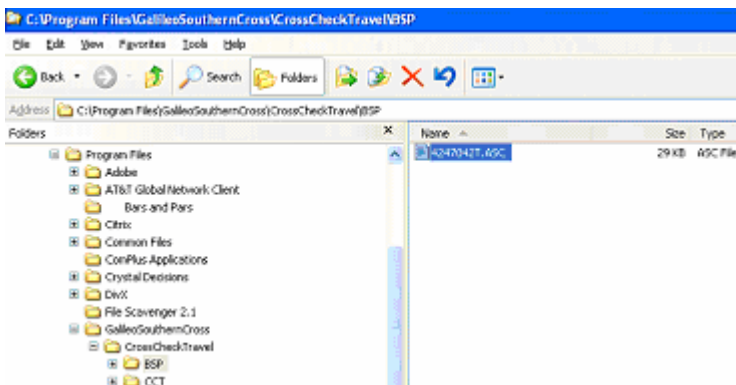 C:\Program Files\GalileoSouthernCross\CrossCheckTravel\BSP
File Edit View Favorites Tools Help
Back Search Folders
Address C:\Program Files\GalileoSouthernCross\CrossCheckTravel\BSP
Folders x Name Size Type
4247042T.ASC 29 KB ASC File
Program Files
Adobe
AT&T Global Network Client
Bars and Pars
Citrix
Common Files
ComPlus Applications
Crystal Decisions
DivX
File Scavenger 2.1
GalileoSouthernCross
CrossCheckTravel
BSP
CCT